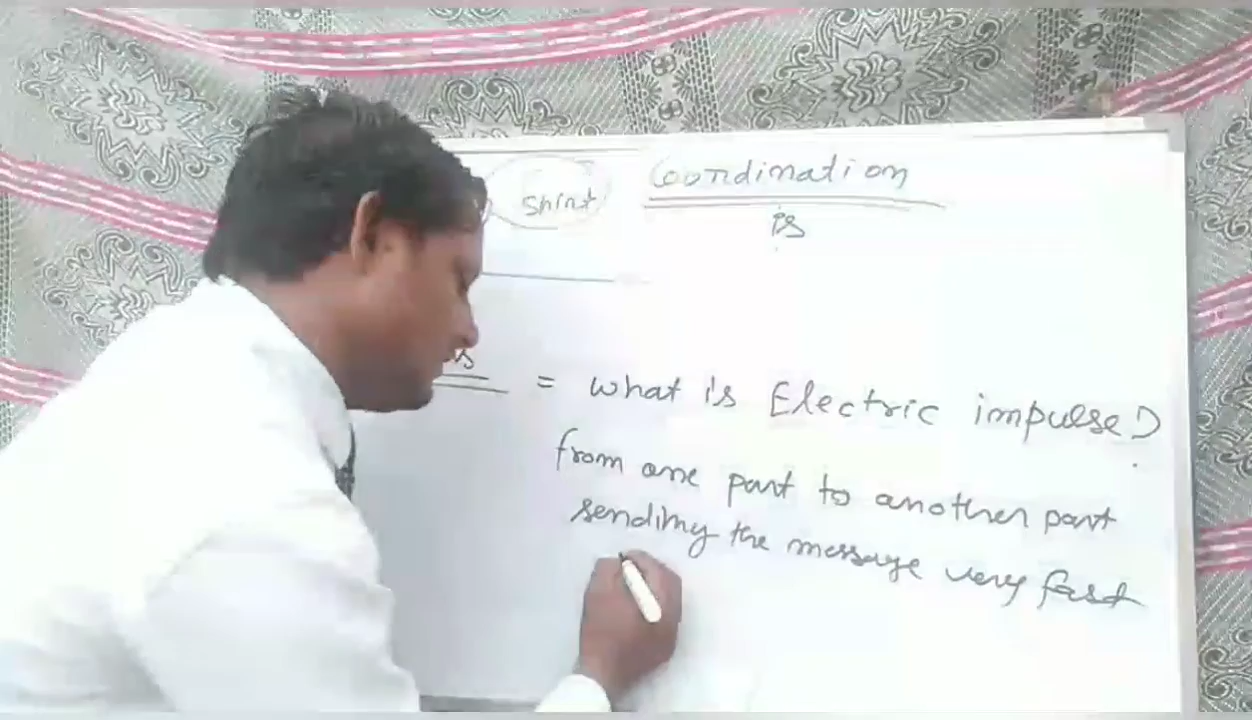 Shirt Coordination
is
= what is Electric impulse?
from one part to another part
sending the message very fast